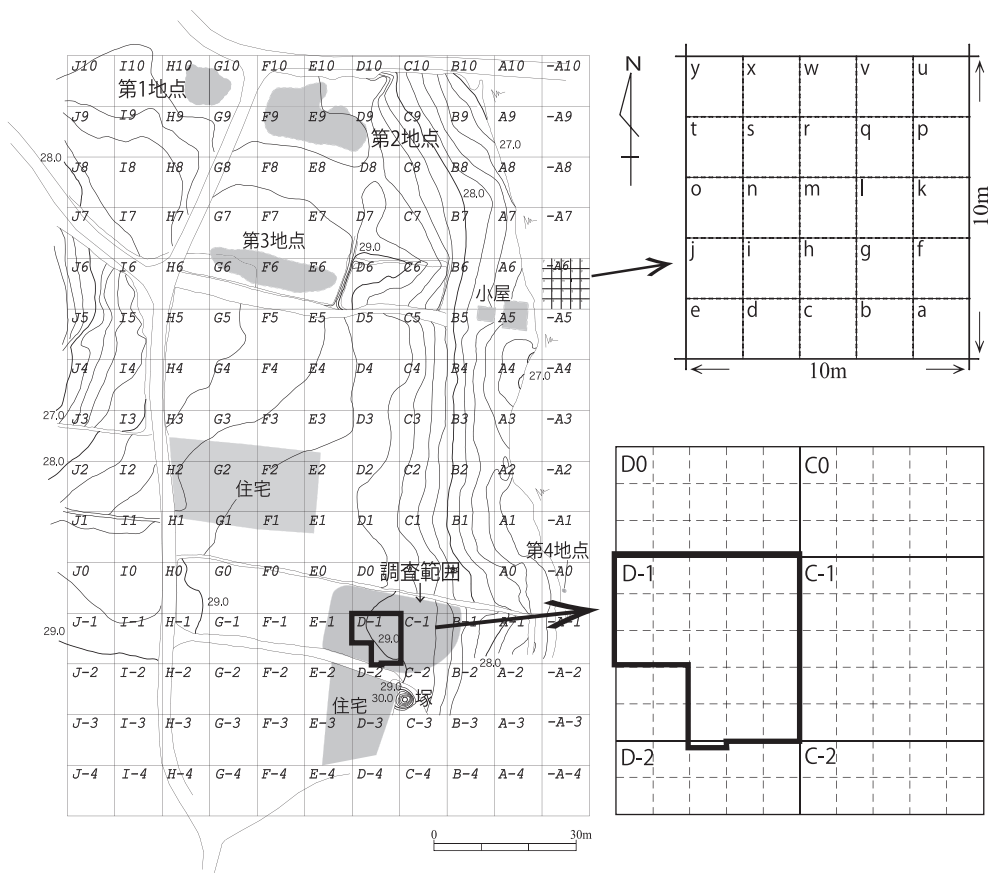 J10 I10 H10 G10 F10 E10 D10 C10 B10 A10 -A10
第1地点
J9 I9 H9 G9 F9 E9 D9 C9 B9 A9 -A9
第2地点
27.0
28.0
J8 I8 H8 G8 F8 E8 D8 C8 B8 A8 -A8
28.0
J7 I7 H7 G7 F7 E7 D7 C7 B7 A7 -A7
第3地点
29.0
J6 I6 H6 G6 F6 E6 D6 C6 B6 A6 -A6
小屋
J5 I5 H5 G5 F5 E5 D5 C5 B5 A5 -A5
J4 I4 H4 G4 F4 E4 D4 C4 B4 A4 -A4
27.0
27.0
J3 I3 H3 G3 F3 E3 D3 C3 B3 A3 -A3
28.0
J2 I2 H2 G2 F2 E2 D2 C2 B2 A2 -A2
住宅
J1 I1 H1 G1 F1 E1 D1 C1 B1 A1 -A1
第4地点
J0 I0 H0 G0 F0 E0 D0 A0 -A0
調査範囲
29.0
J-1 I-1 H-1 G-1 F-1 E-1 D-1 C-1 B-1 A-1 -A-1
29.0
29.0
28.0
J-2 I-2 H-2 G-2 F-2 E-2 D-2 C-2 B-2 A-2 -A-2
29.0
30.0
塚
住宅
J-3 I-3 H-3 G-3 F-3 E-3 D-3 C-3 B-3 A-3 -A-3
J-4 I-4 H-4 G-4 F-4 E-4 D-4 C-4 B-4 A-4 -A-4
0 30m
N
y x w v u
t s r q p
o n m l k
j i h g f
e d c b a
10m
10m
D0 C0
D-1 C-1
D-2 C-2